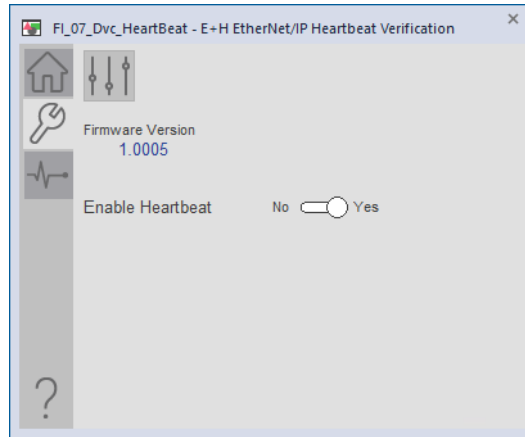 FI_07_Dvc_HeartBeat - E+H EtherNet/IP Heartbeat Verification
Firmware Version
1.0005
Enable Heartbeat No Yes
?